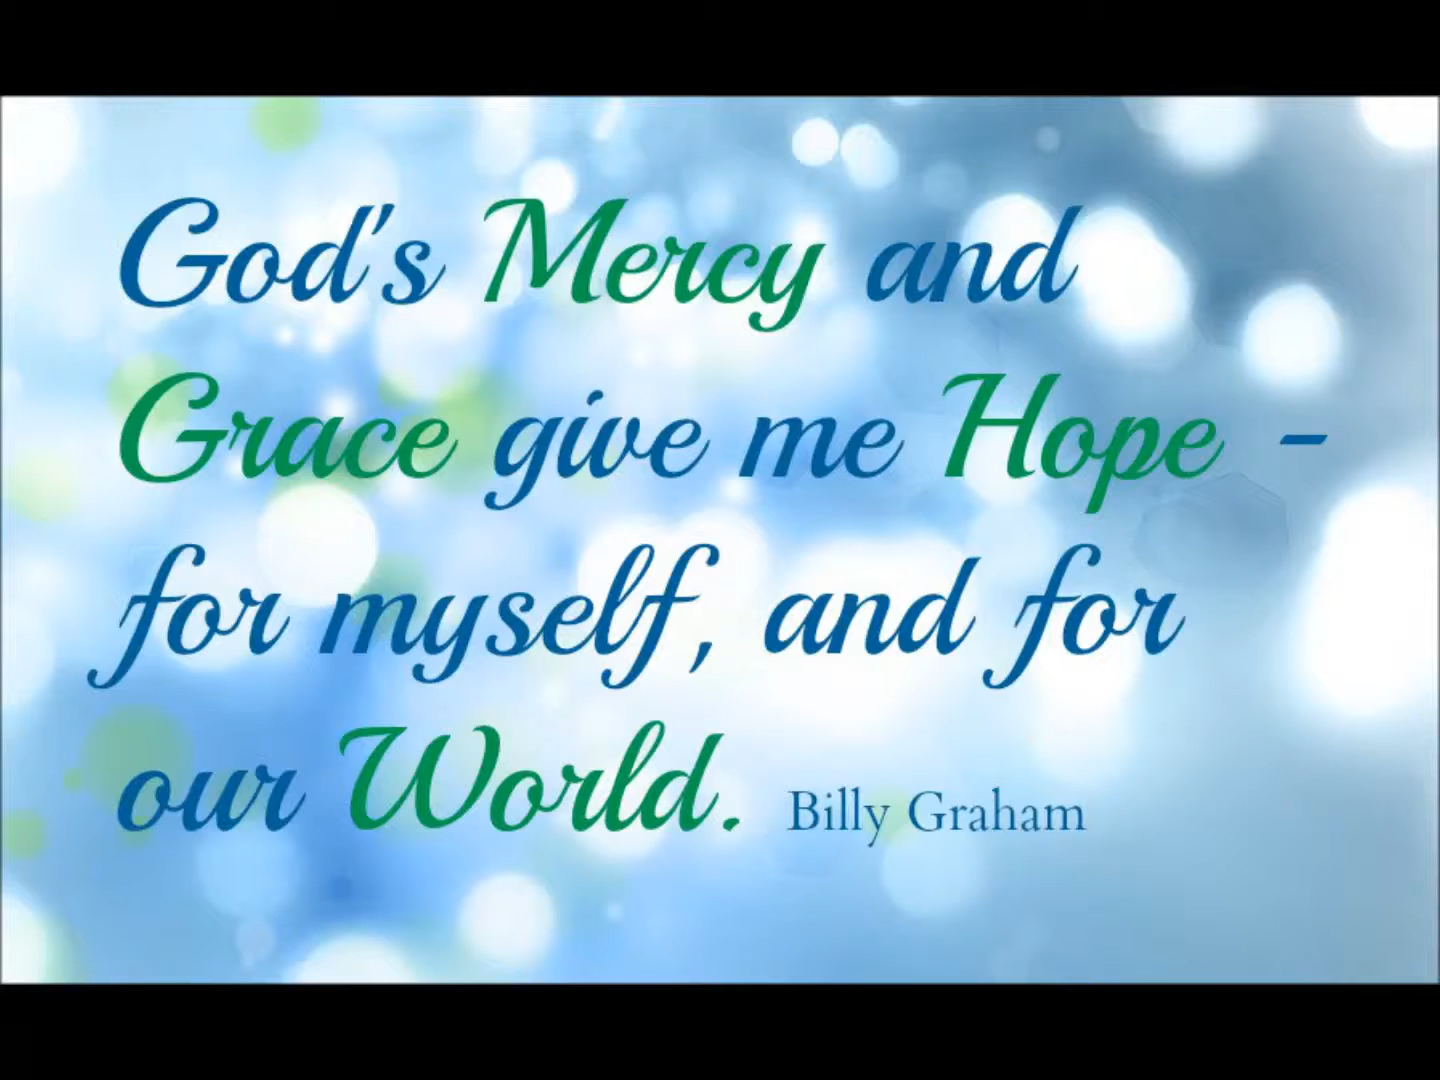 God's Mercy and
Grace give me Hope -
for myself, and for
our World. Billy Graham